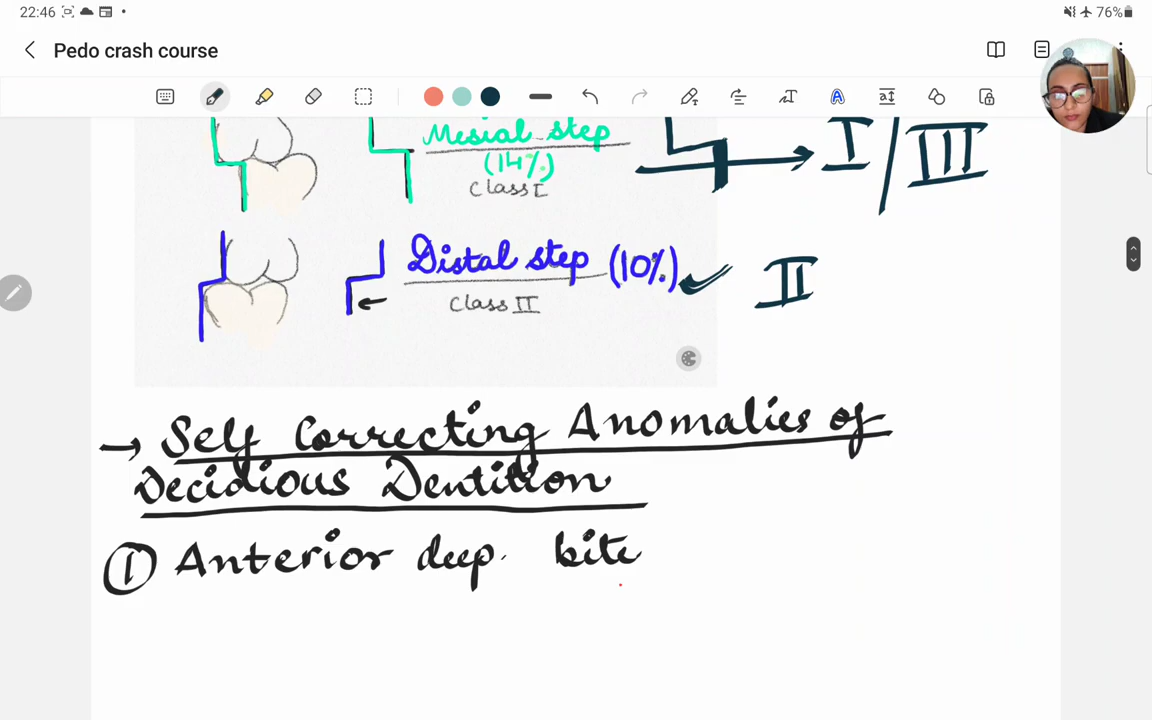 22:46
76%
Pedo crash course
Mesial step
(14%)
Class I
I / III
Distal step (10%)
Class II
II
→ Self Correcting Anomalies of
Decidious Dentition
① Anterior deep. bite